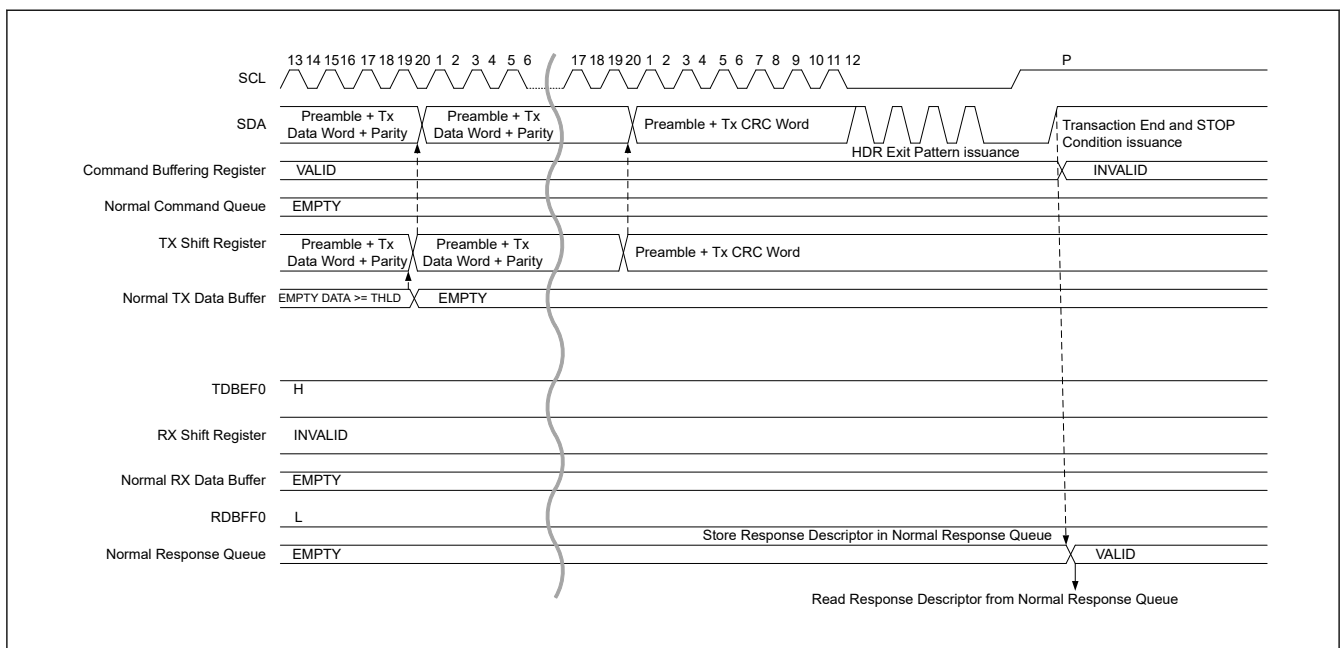 13 14 15 16 17 18 19 20 1 2 3 4 5 6 17 18 19 20 1 2 3 4 5 6 7 8 9 10 11 12 P
SCL
SDA
Preamble + Tx
Data Word + Parity
Preamble + Tx
Data Word + Parity
Preamble + Tx CRC Word
HDR Exit Pattern issuance
Transaction End and STOP
Condition issuance
Command Buffering Register VALID INVALID
Normal Command Queue EMPTY
TX Shift Register
Preamble + Tx
Data Word + Parity
Preamble + Tx
Data Word + Parity
Preamble + Tx CRC Word
Normal TX Data Buffer EMPTY DATA >= THLD EMPTY
TDBEF0 H
RX Shift Register INVALID
Normal RX Data Buffer EMPTY
RDBFF0 L
Store Response Descriptor in Normal Response Queue
Normal Response Queue EMPTY VALID
Read Response Descriptor from Normal Response Queue